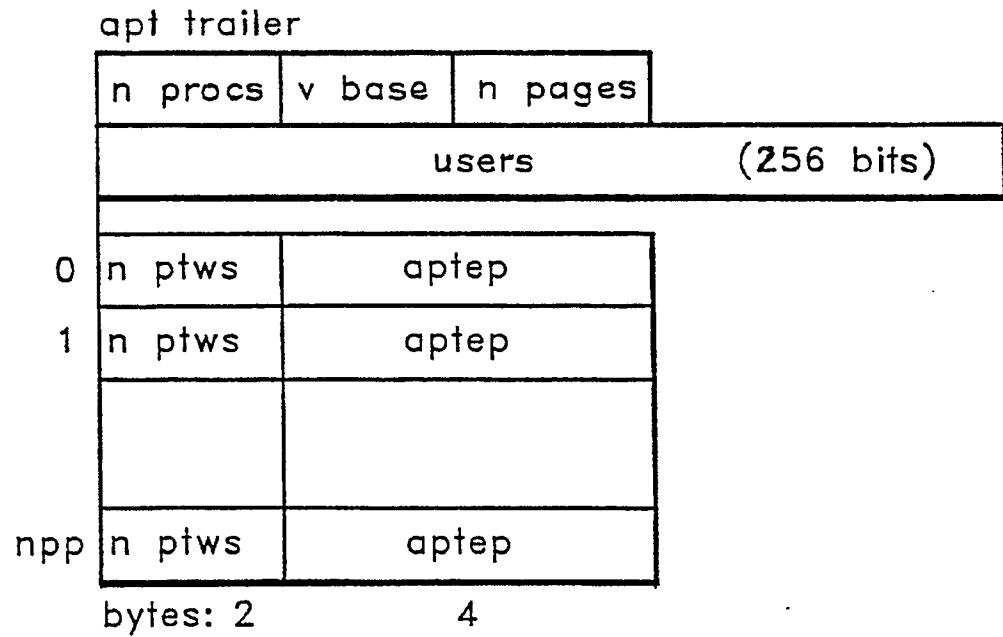 apt trailer
n procs v base n pages
users (256 bits)
0 n ptws aptep
1 n ptws aptep
npp n ptws aptep
bytes: 2 4